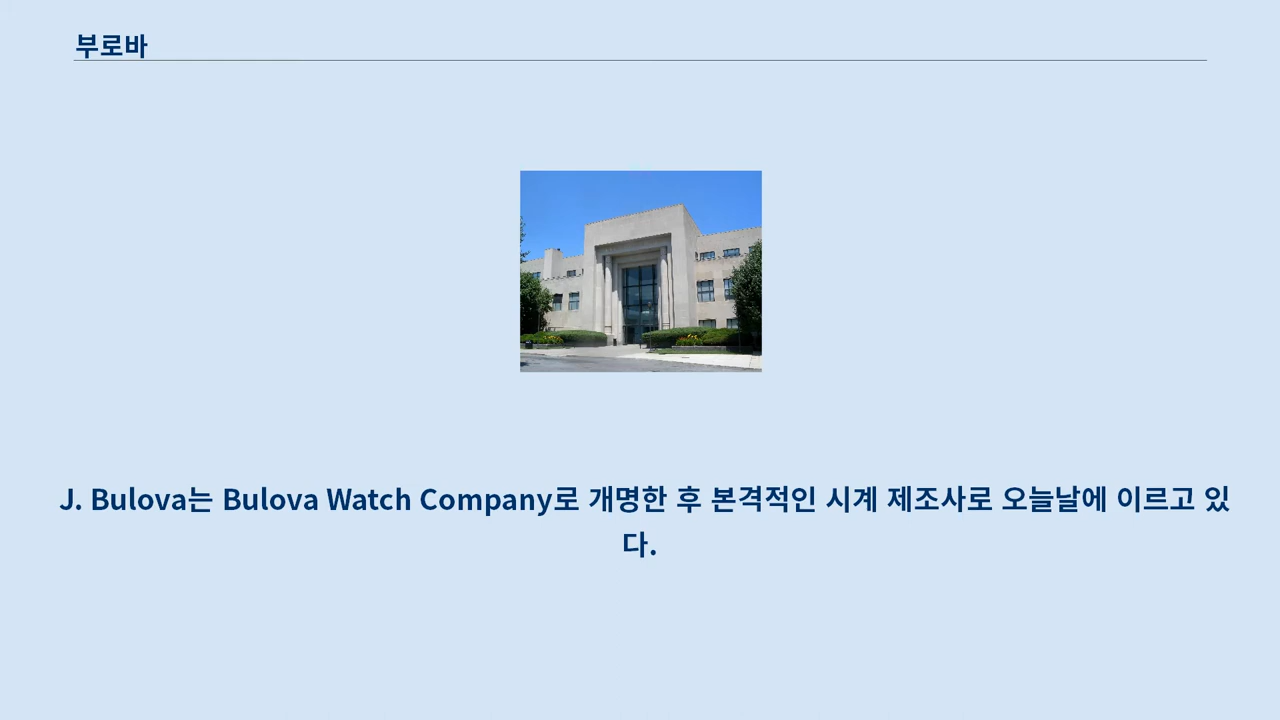 부로바
J. Bulova는 Bulova Watch Company로 개명한 후 본격적인 시계 제조사로 오늘날에 이르고 있
다.